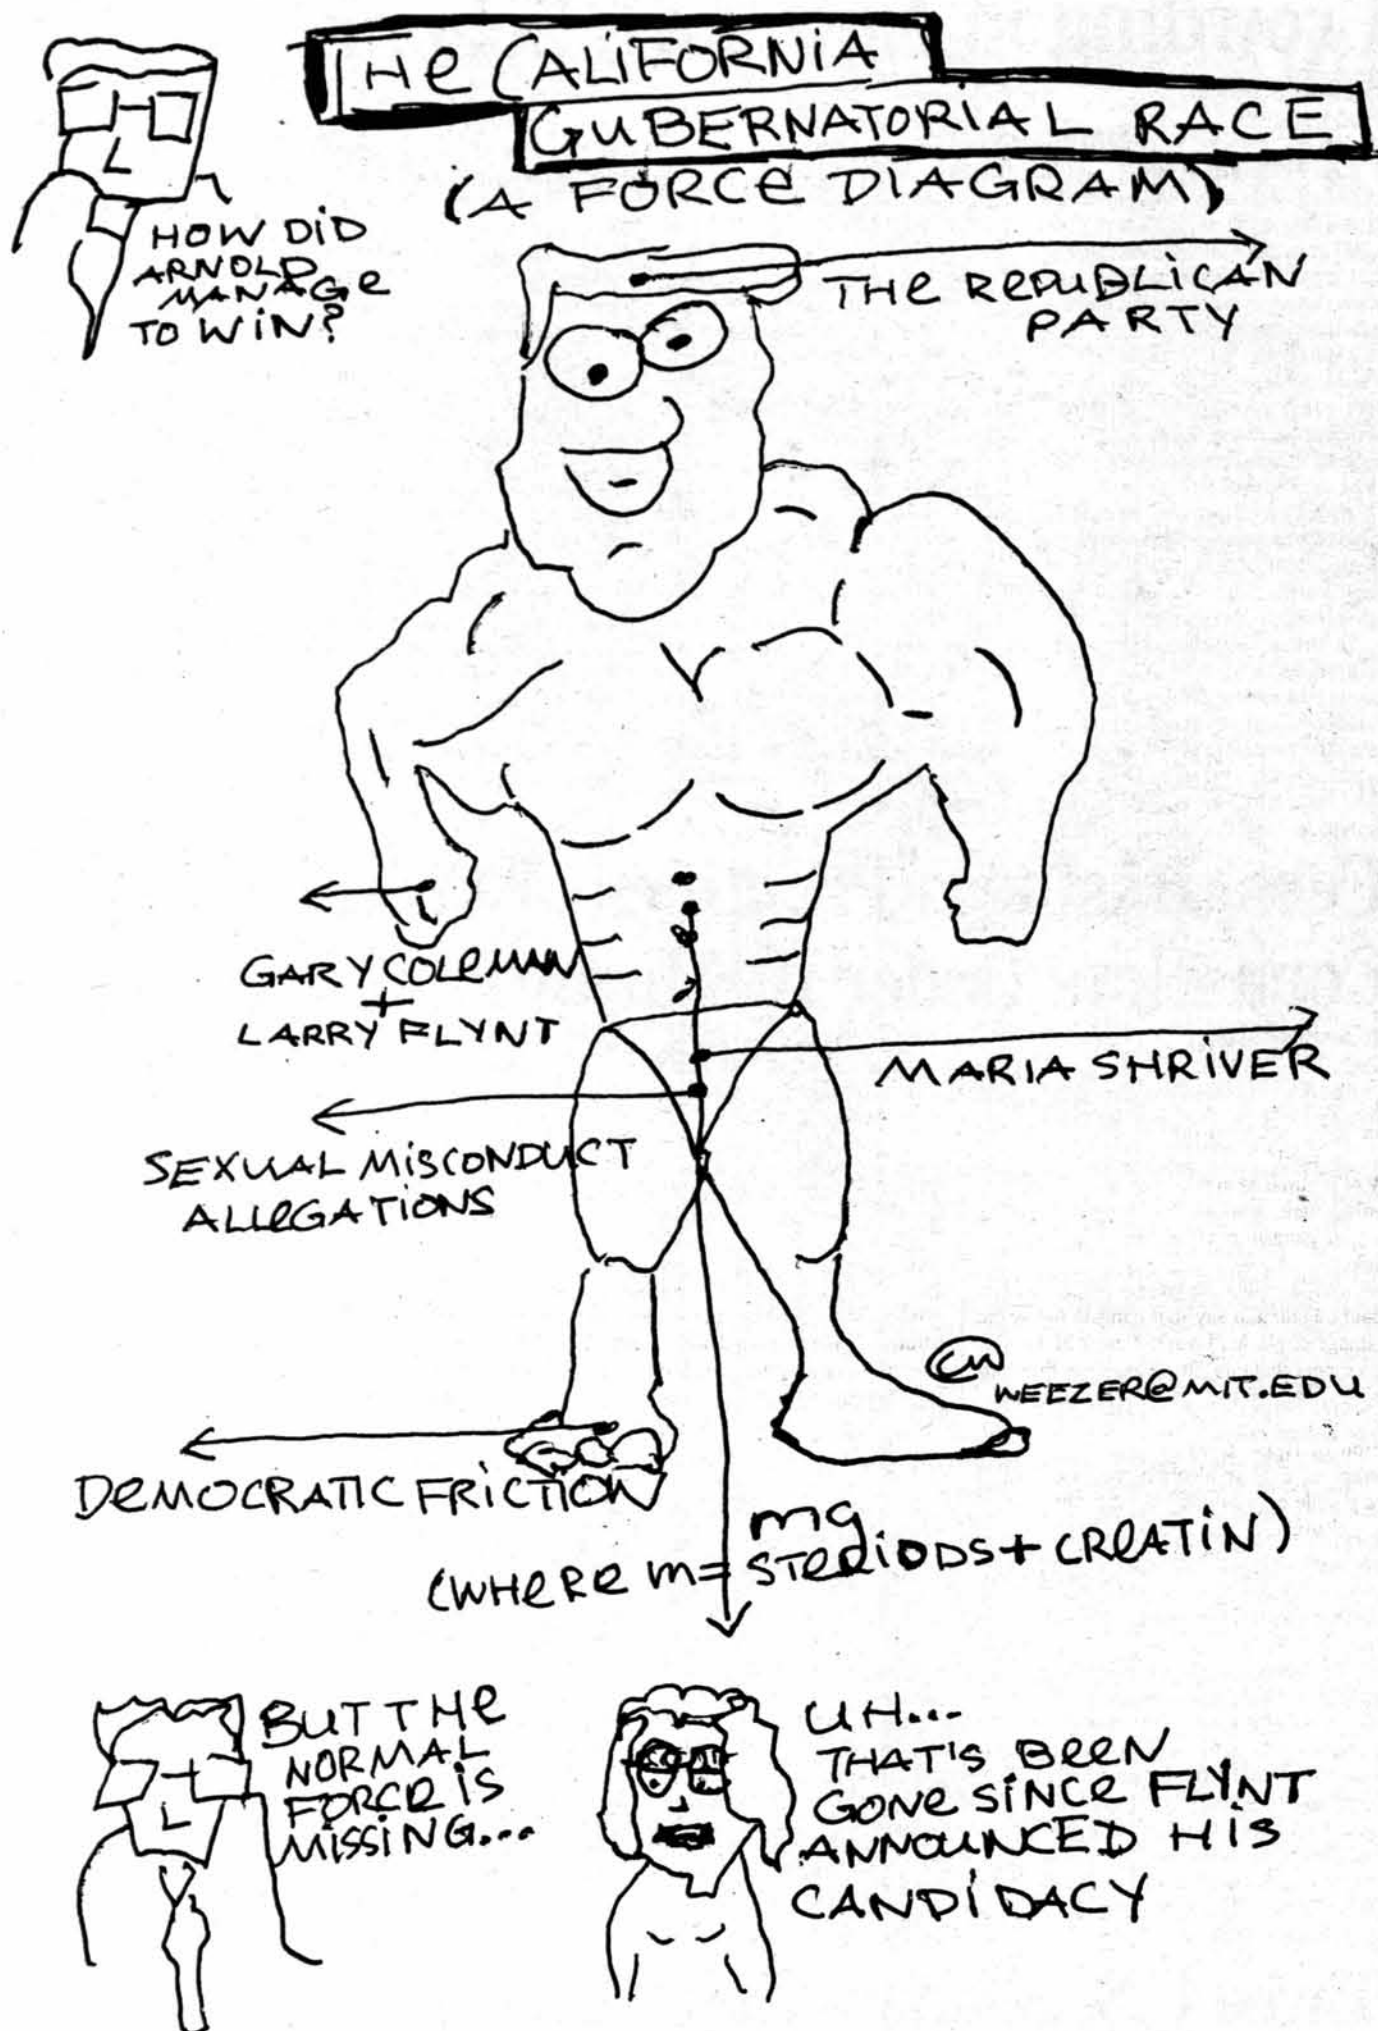 THE CALIFORNIA
GUBERNATORIAL RACE
(A FORCE DIAGRAM)
HOW DID
ARNOLD
MANAGE
TO WIN?
THE REPUBLICAN
PARTY
GARY COLEMAN
+
LARRY FLYNT
MARIA SHRIVER
SEXUAL MISCONDUCT
ALLEGATIONS
WEEZER@MIT.EDU
DEMOCRATIC FRICTION
mg
(WHERE m= STERIODS + CREATIN)
BUT THE
NORMAL
FORCE IS
MISSING...
UH...
THAT'S BEEN
GONE SINCE FLYNT
ANNOUNCED HIS
CANDIDACY